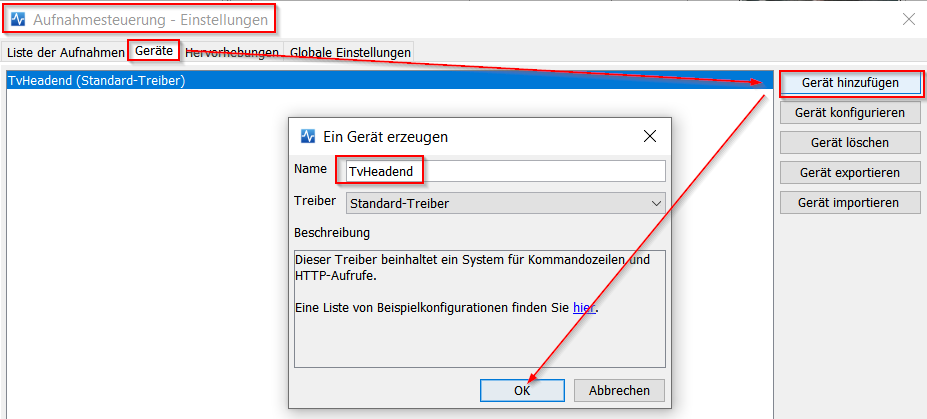 Aufnahmesteuerung - Einstellungen
Liste der Aufnahmen Geräte Hervorhebungen Globale Einstellungen
TvHeadend (Standard-Treiber)
Gerät hinzufügen
Gerät konfigurieren
Gerät löschen
Gerät exportieren
Gerät importieren
Ein Gerät erzeugen
Name TvHeadend
Treiber Standard-Treiber
Beschreibung
Dieser Treiber beinhaltet ein System für Kommandozeilen und
HTTP-Aufrufe.
Eine Liste von Beispielkonfigurationen finden Sie hier.
OK Abbrechen